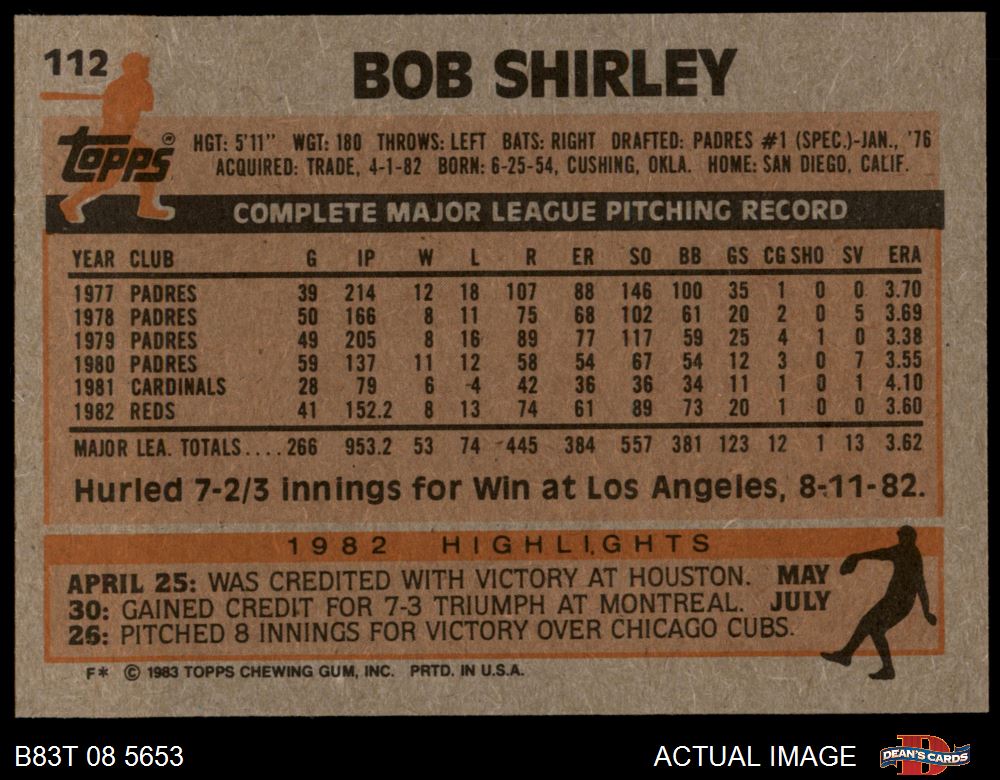 112
BOB SHIRLEY
Topps®
HGT: 5'11" WGT: 180 THROWS: LEFT BATS: RIGHT DRAFTED: PADRES #1 (SPEC.)-JAN., '76
ACQUIRED: TRADE, 4-1-82 BORN: 6-25-54, CUSHING, OKLA. HOME: SAN DIEGO, CALIF.
COMPLETE MAJOR LEAGUE PITCHING RECORD
YEAR CLUB G IP W L R ER SO BB GS CG SHO SV ERA
1977 PADRES 39 214 12 18 107 88 146 100 35 1 0 0 3.70
1978 PADRES 50 166 8 11 75 68 102 61 20 2 0 5 3.69
1979 PADRES 49 205 8 16 89 77 117 59 25 4 1 0 3.38
1980 PADRES 59 137 11 12 58 54 67 54 12 3 0 7 3.55
1981 CARDINALS 28 79 6 4 42 36 36 34 11 1 0 1 4.10
1982 REDS 41 152.2 8 13 74 61 89 73 20 1 0 0 3.60
MAJOR LEA. TOTALS....266 953.2 53 74 445 384 557 381 123 12 1 13 3.62
Hurled 7-2/3 innings for Win at Los Angeles, 8-11-82.
1982 HIGHLIGHTS
APRIL 25: WAS CREDITED WITH VICTORY AT HOUSTON. MAY
30: GAINED CREDIT FOR 7-3 TRIUMPH AT MONTREAL. JULY
26: PITCHED 8 INNINGS FOR VICTORY OVER CHICAGO CUBS.
F* © 1983 TOPPS CHEWING GUM, INC. PRTD. IN U.S.A.
B83T 08 5653
ACTUAL IMAGE
DEAN'S CARDS